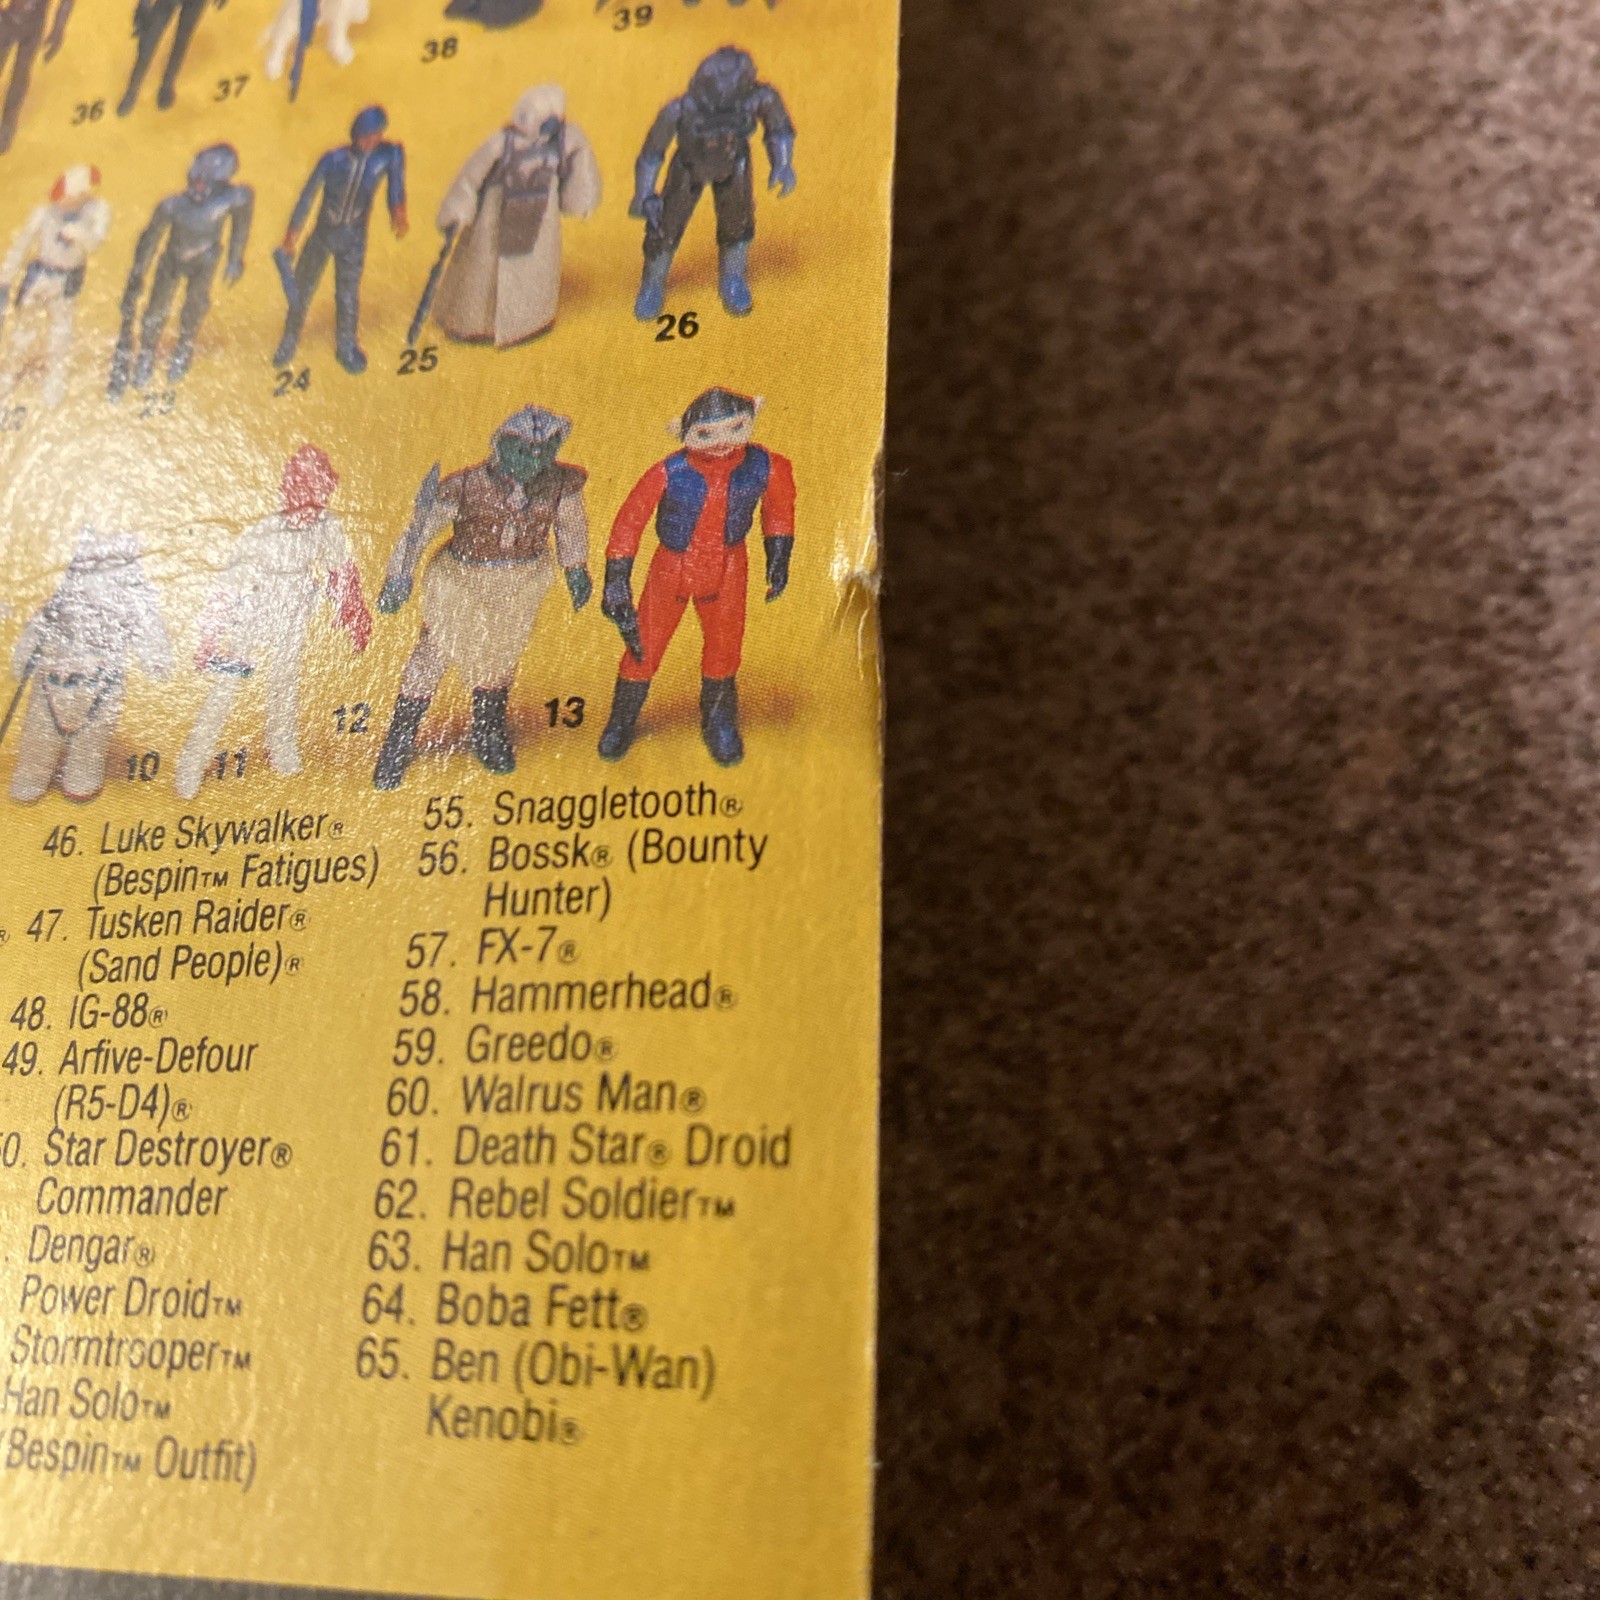 39
38
37
36
26
25
24
23
22
13
12
11
10
46. Luke Skywalker®
(Bespin™ Fatigues)
® 47. Tusken Raider®
(Sand People)®
48. IG-88®
49. Arfive-Defour
(R5-D4)®
0. Star Destroyer®
Commander
. Dengar®
Power Droid™
Stormtrooper™
Han Solo™
(Bespin™ Outfit)
55. Snaggletooth®
56. Bossk® (Bounty
Hunter)
57. FX-7®
58. Hammerhead®
59. Greedo®
60. Walrus Man®
61. Death Star® Droid
62. Rebel Soldier™
63. Han Solo™
64. Boba Fett®
65. Ben (Obi-Wan)
Kenobi®